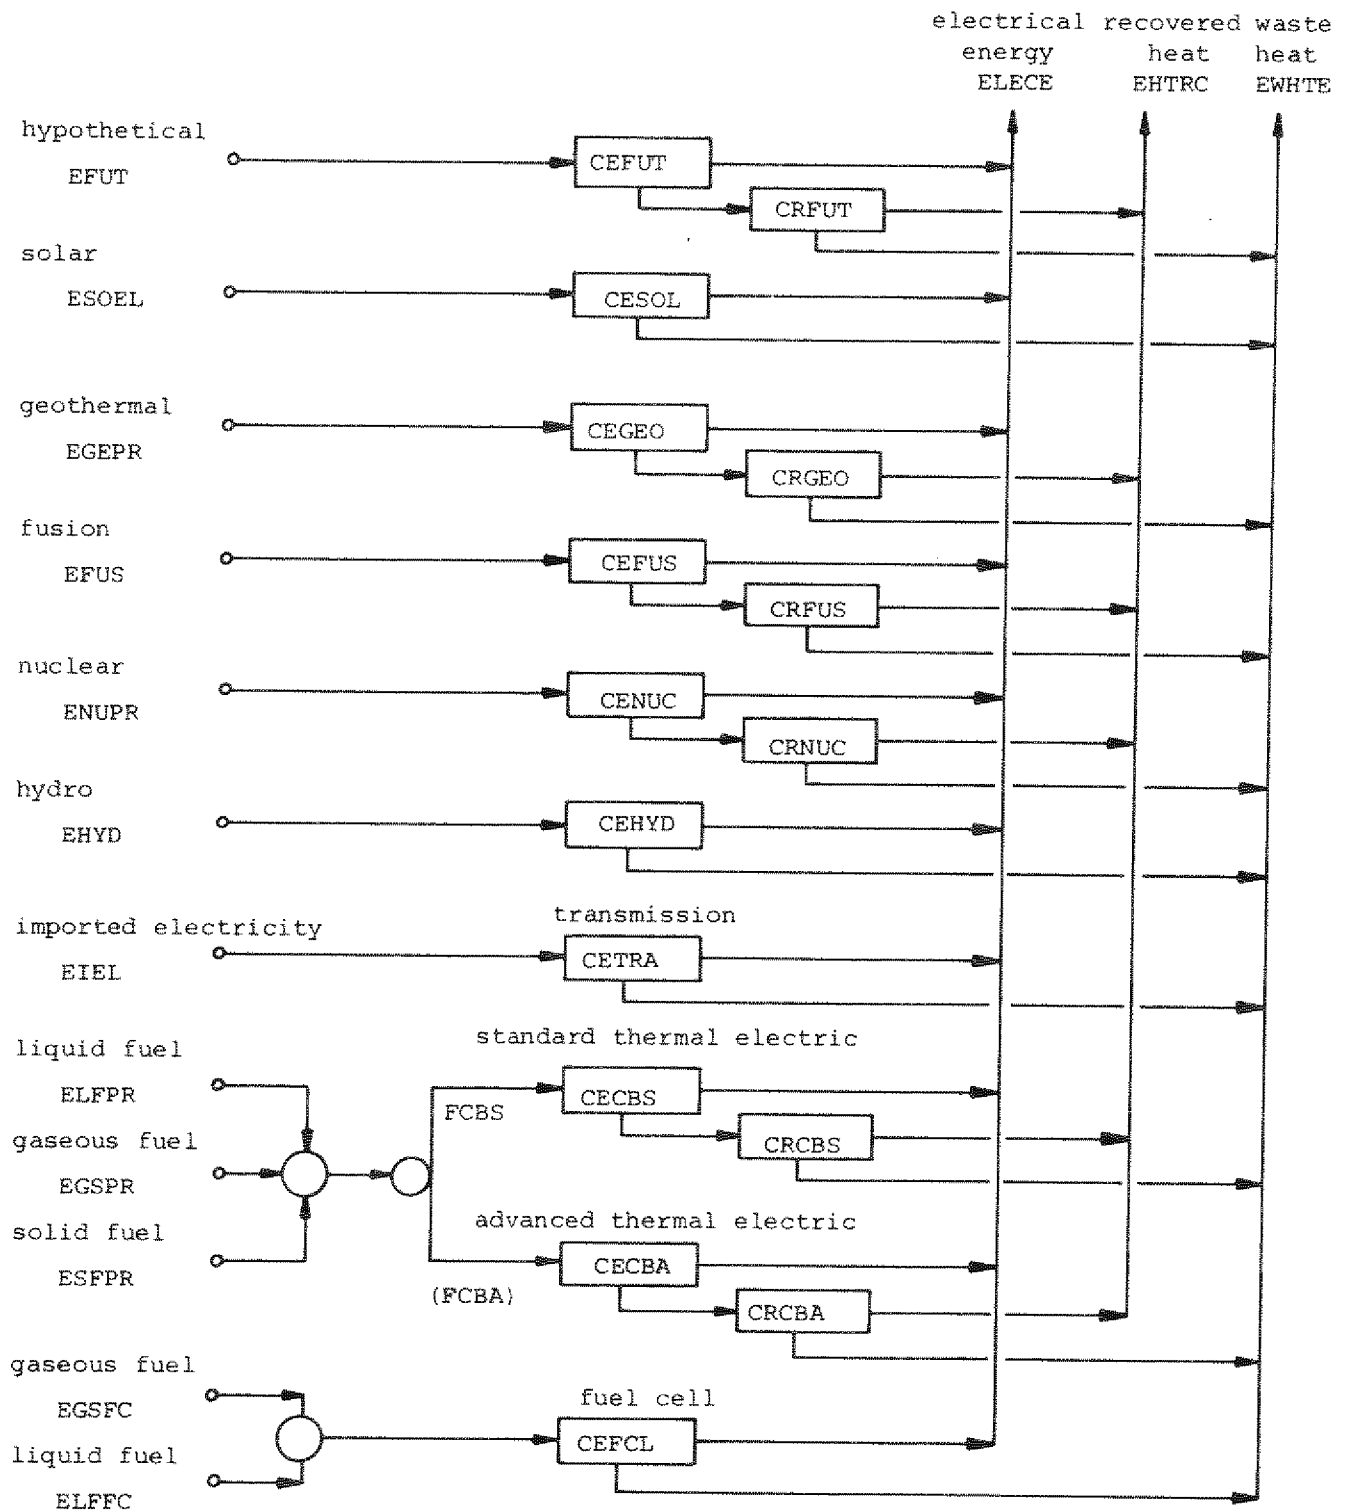 electrical recovered waste
energy heat heat
ELECE EHTRC EWHTE
hypothetical
EFUT
CEFUT
CRFUT
solar
ESOEL
CESOL
geothermal
EGEPR
CEGEO
CRGEO
fusion
EFUS
CEFUS
CRFUS
nuclear
ENUPR
CENUC
CRNUC
hydro
EHYD
CEHYD
imported electricity
EIEL
transmission
CETRA
standard thermal electric
liquid fuel
ELFPR
FCBS
CECBS
gaseous fuel
EGSPR
CRCBS
solid fuel
ESFPR
advanced thermal electric
(FCBA)
CECBA
CRCBA
gaseous fuel
EGSFC
fuel cell
CEFCL
liquid fuel
ELFFC